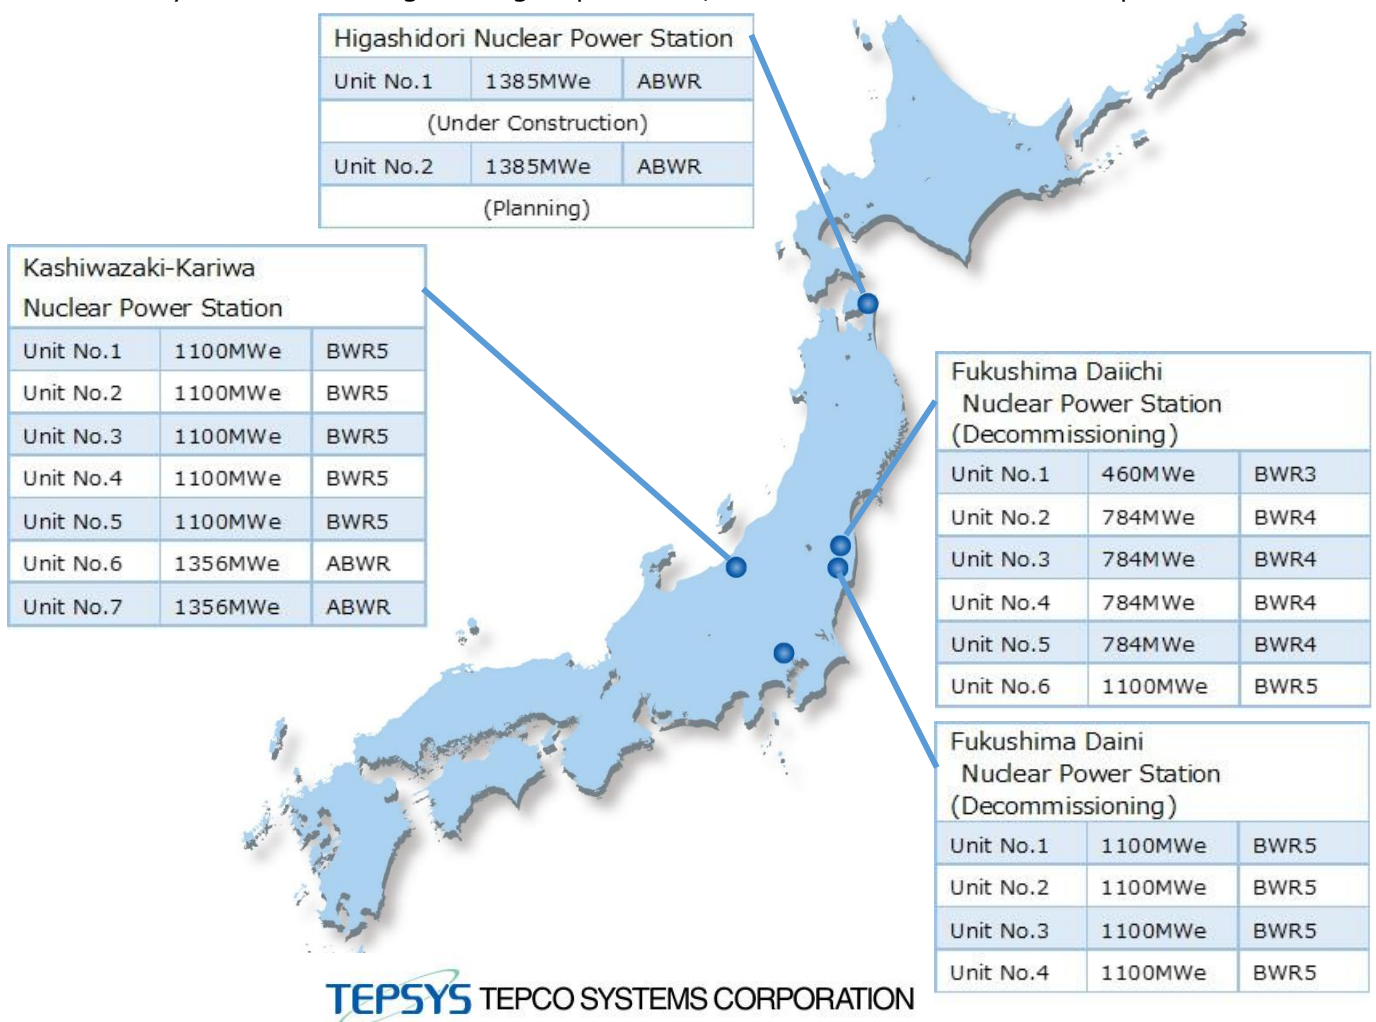 Higashidori Nuclear Power Station
Unit No.1 1385MWe ABWR
(Under Construction)
Unit No.2 1385MWe ABWR
(Planning)
Kashiwazaki-Kariwa
Nuclear Power Station
Unit No.1 1100MWe BWR5
Unit No.2 1100MWe BWR5
Unit No.3 1100MWe BWR5
Unit No.4 1100MWe BWR5
Unit No.5 1100MWe BWR5
Unit No.6 1356MWe ABWR
Unit No.7 1356MWe ABWR
Fukushima Daiichi
Nuclear Power Station
(Decommissioning)
Unit No.1 460MWe BWR3
Unit No.2 784MWe BWR4
Unit No.3 784MWe BWR4
Unit No.4 784MWe BWR4
Unit No.5 784MWe BWR4
Unit No.6 1100MWe BWR5
Fukushima Daini
Nuclear Power Station
(Decommissioning)
Unit No.1 1100MWe BWR5
Unit No.2 1100MWe BWR5
Unit No.3 1100MWe BWR5
Unit No.4 1100MWe BWR5
TEPSYS TEPCO SYSTEMS CORPORATION